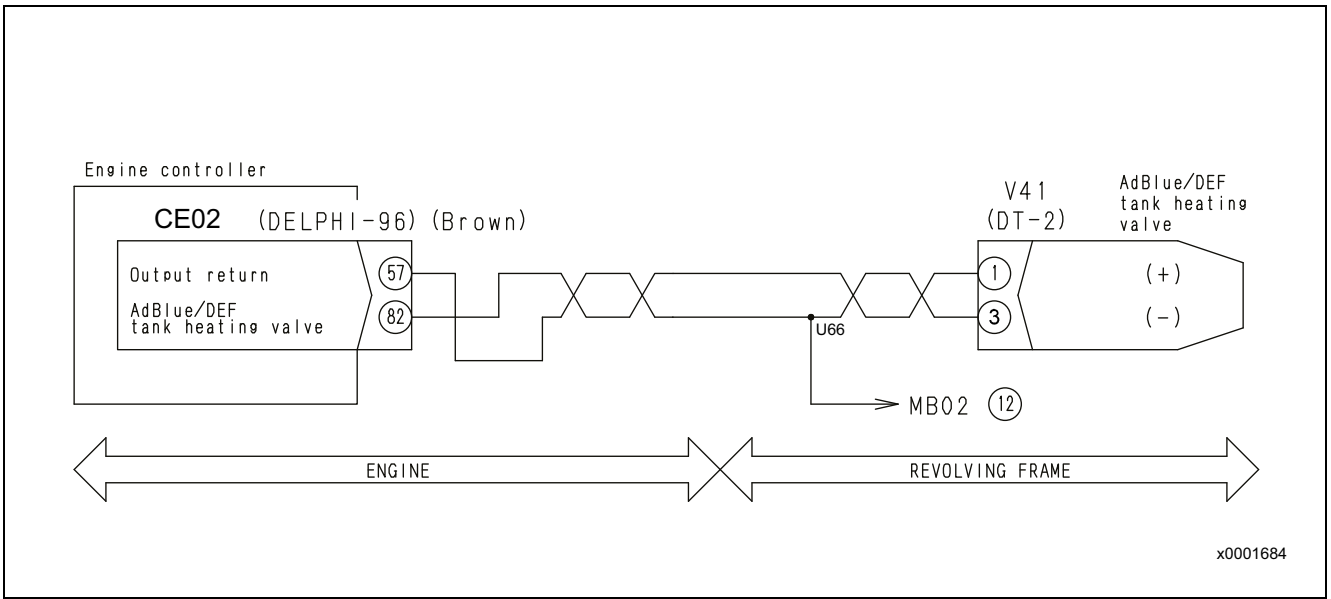 Engine controller
CE02 (DELPHI-96) (Brown)
Output return
57
AdBlue/DEF
tank heating valve
82
V41
(DT-2)
AdBlue/DEF
tank heating
valve
1
(+)
3
(-)
U66
MB02 12
ENGINE
REVOLVING FRAME
x0001684